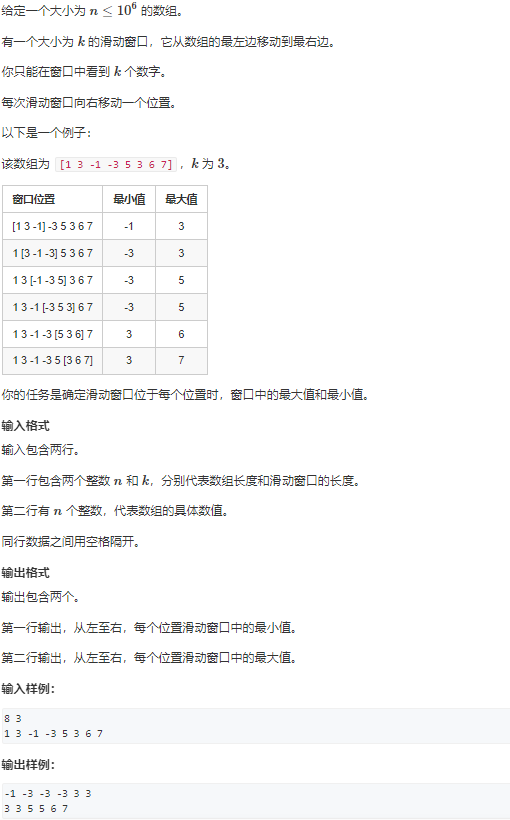 给定一个大小为 n ≤ 10⁶ 的数组。
有一个大小为 k 的滑动窗口，它从数组的最左边移动到最右边。
你只能在窗口中看到 k 个数字。
每次滑动窗口向右移动一个位置。
以下是一个例子：
该数组为 [1 3 -1 -3 5 3 6 7]，k 为 3。
窗口位置 最小值 最大值
[1 3 -1] -3 5 3 6 7 -1 3
1 [3 -1 -3] 5 3 6 7 -3 3
1 3 [-1 -3 5] 3 6 7 -3 5
1 3 -1 [-3 5 3] 6 7 -3 5
1 3 -1 -3 [5 3 6] 7 3 6
1 3 -1 -3 5 [3 6 7] 3 7
你的任务是确定滑动窗口位于每个位置时，窗口中的最大值和最小值。
输入格式
输入包含两行。
第一行包含两个整数 n 和 k，分别代表数组长度和滑动窗口的长度。
第二行有 n 个整数，代表数组的具体数值。
同行数据之间用空格隔开。
输出格式
输出包含两个。
第一行输出，从左至右，每个位置滑动窗口中的最小值。
第二行输出，从左至右，每个位置滑动窗口中的最大值。
输入样例：
8 3
1 3 -1 -3 5 3 6 7
输出样例：
-1 -3 -3 -3 3 3
3 3 5 5 6 7